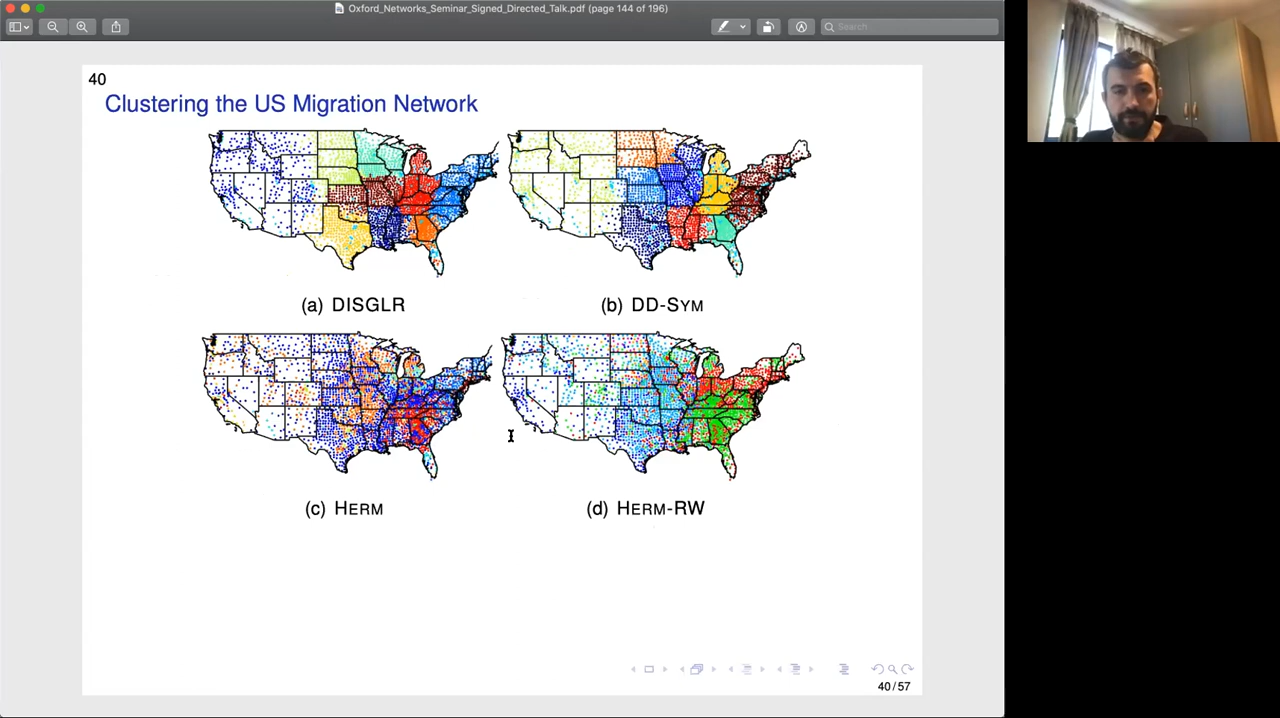 Oxford_Networks_Seminar_Signed_Directed_Talk.pdf (page 144 of 196)
Search
40
Clustering the US Migration Network
(a) DISGLR
(b) DD-SYM
(c) HERM
(d) HERM-RW
40/57